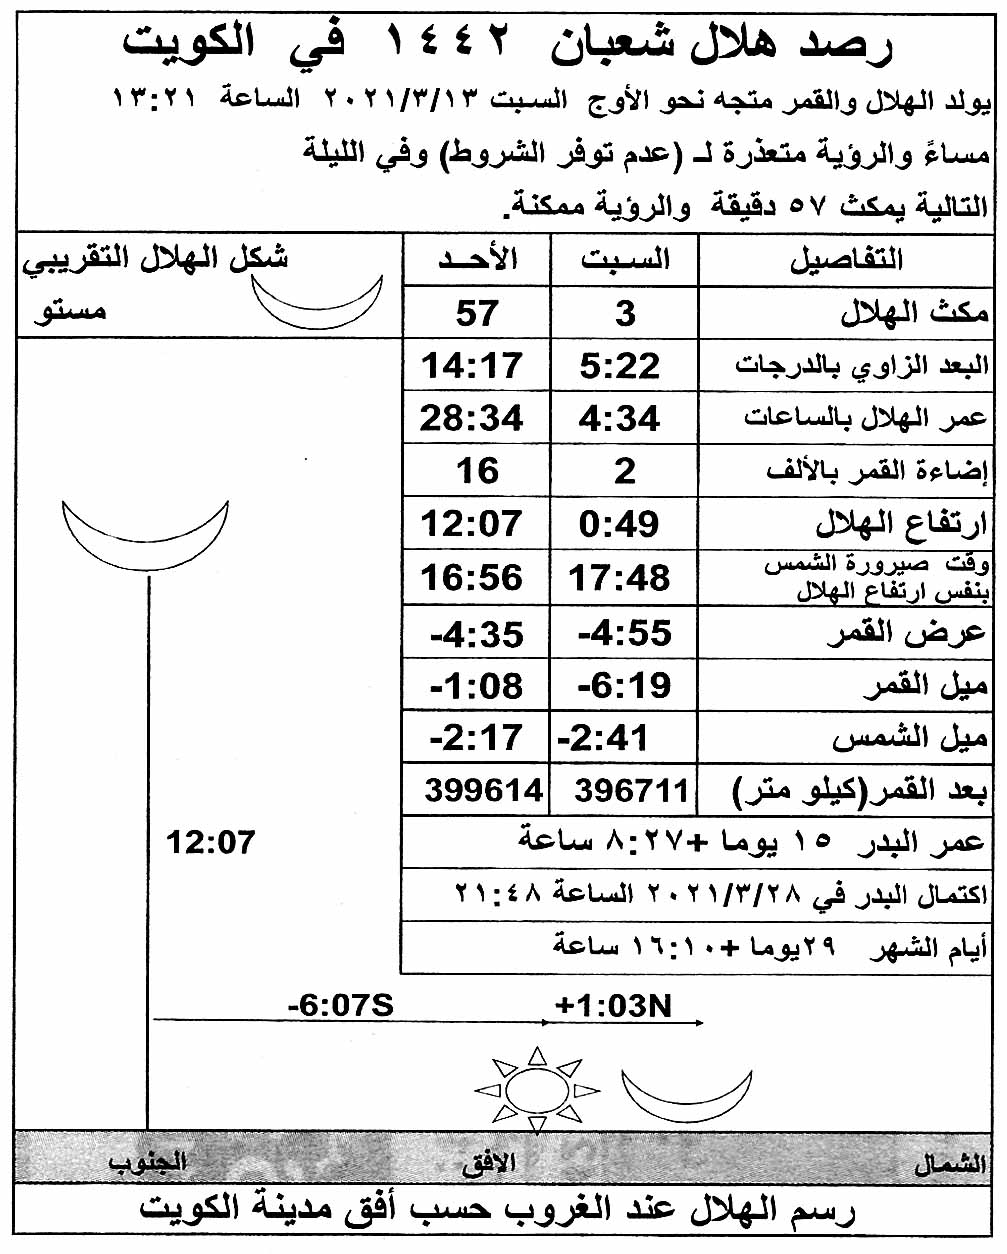 رصد هلال شعبان ١٤٤٢ في الكويت
يولد الهلال والقمر متجه نحو الأوج السبت ٢٠٢١/٣/١٣ الساعة ١٣:٢١
مساءً والرؤية متعذرة لـ (عدم توفر الشروط) وفي الليلة
التالية يمكث ٥٧ دقيقة والرؤية ممكنة.
التفاصيل السبت الأحد شكل الهلال التقريبي
مكث الهلال 3 57 مستو
البعد الزاوي بالدرجات 5:22 14:17
عمر الهلال بالساعات 4:34 28:34
إضاءة القمر بالألف 2 16
ارتفاع الهلال 0:49 12:07
وقت صيرورة الشمس
بنفس ارتفاع الهلال 17:48 16:56
عرض القمر -4:55 -4:35
ميل القمر -6:19 -1:08
ميل الشمس -2:41 -2:17
بعد القمر(كيلو متر) 396711 399614
عمر البدر ١٥ يوما +٨:٢٧ ساعة
12:07
اكتمال البدر في ٢٠٢١/٣/٢٨ الساعة ٢١:٤٨
أيام الشهر ٢٩يوما +١٦:١٠ ساعة
-6:07S +1:03N
الشمال الافق الجنوب
رسم الهلال عند الغروب حسب أفق مدينة الكويت